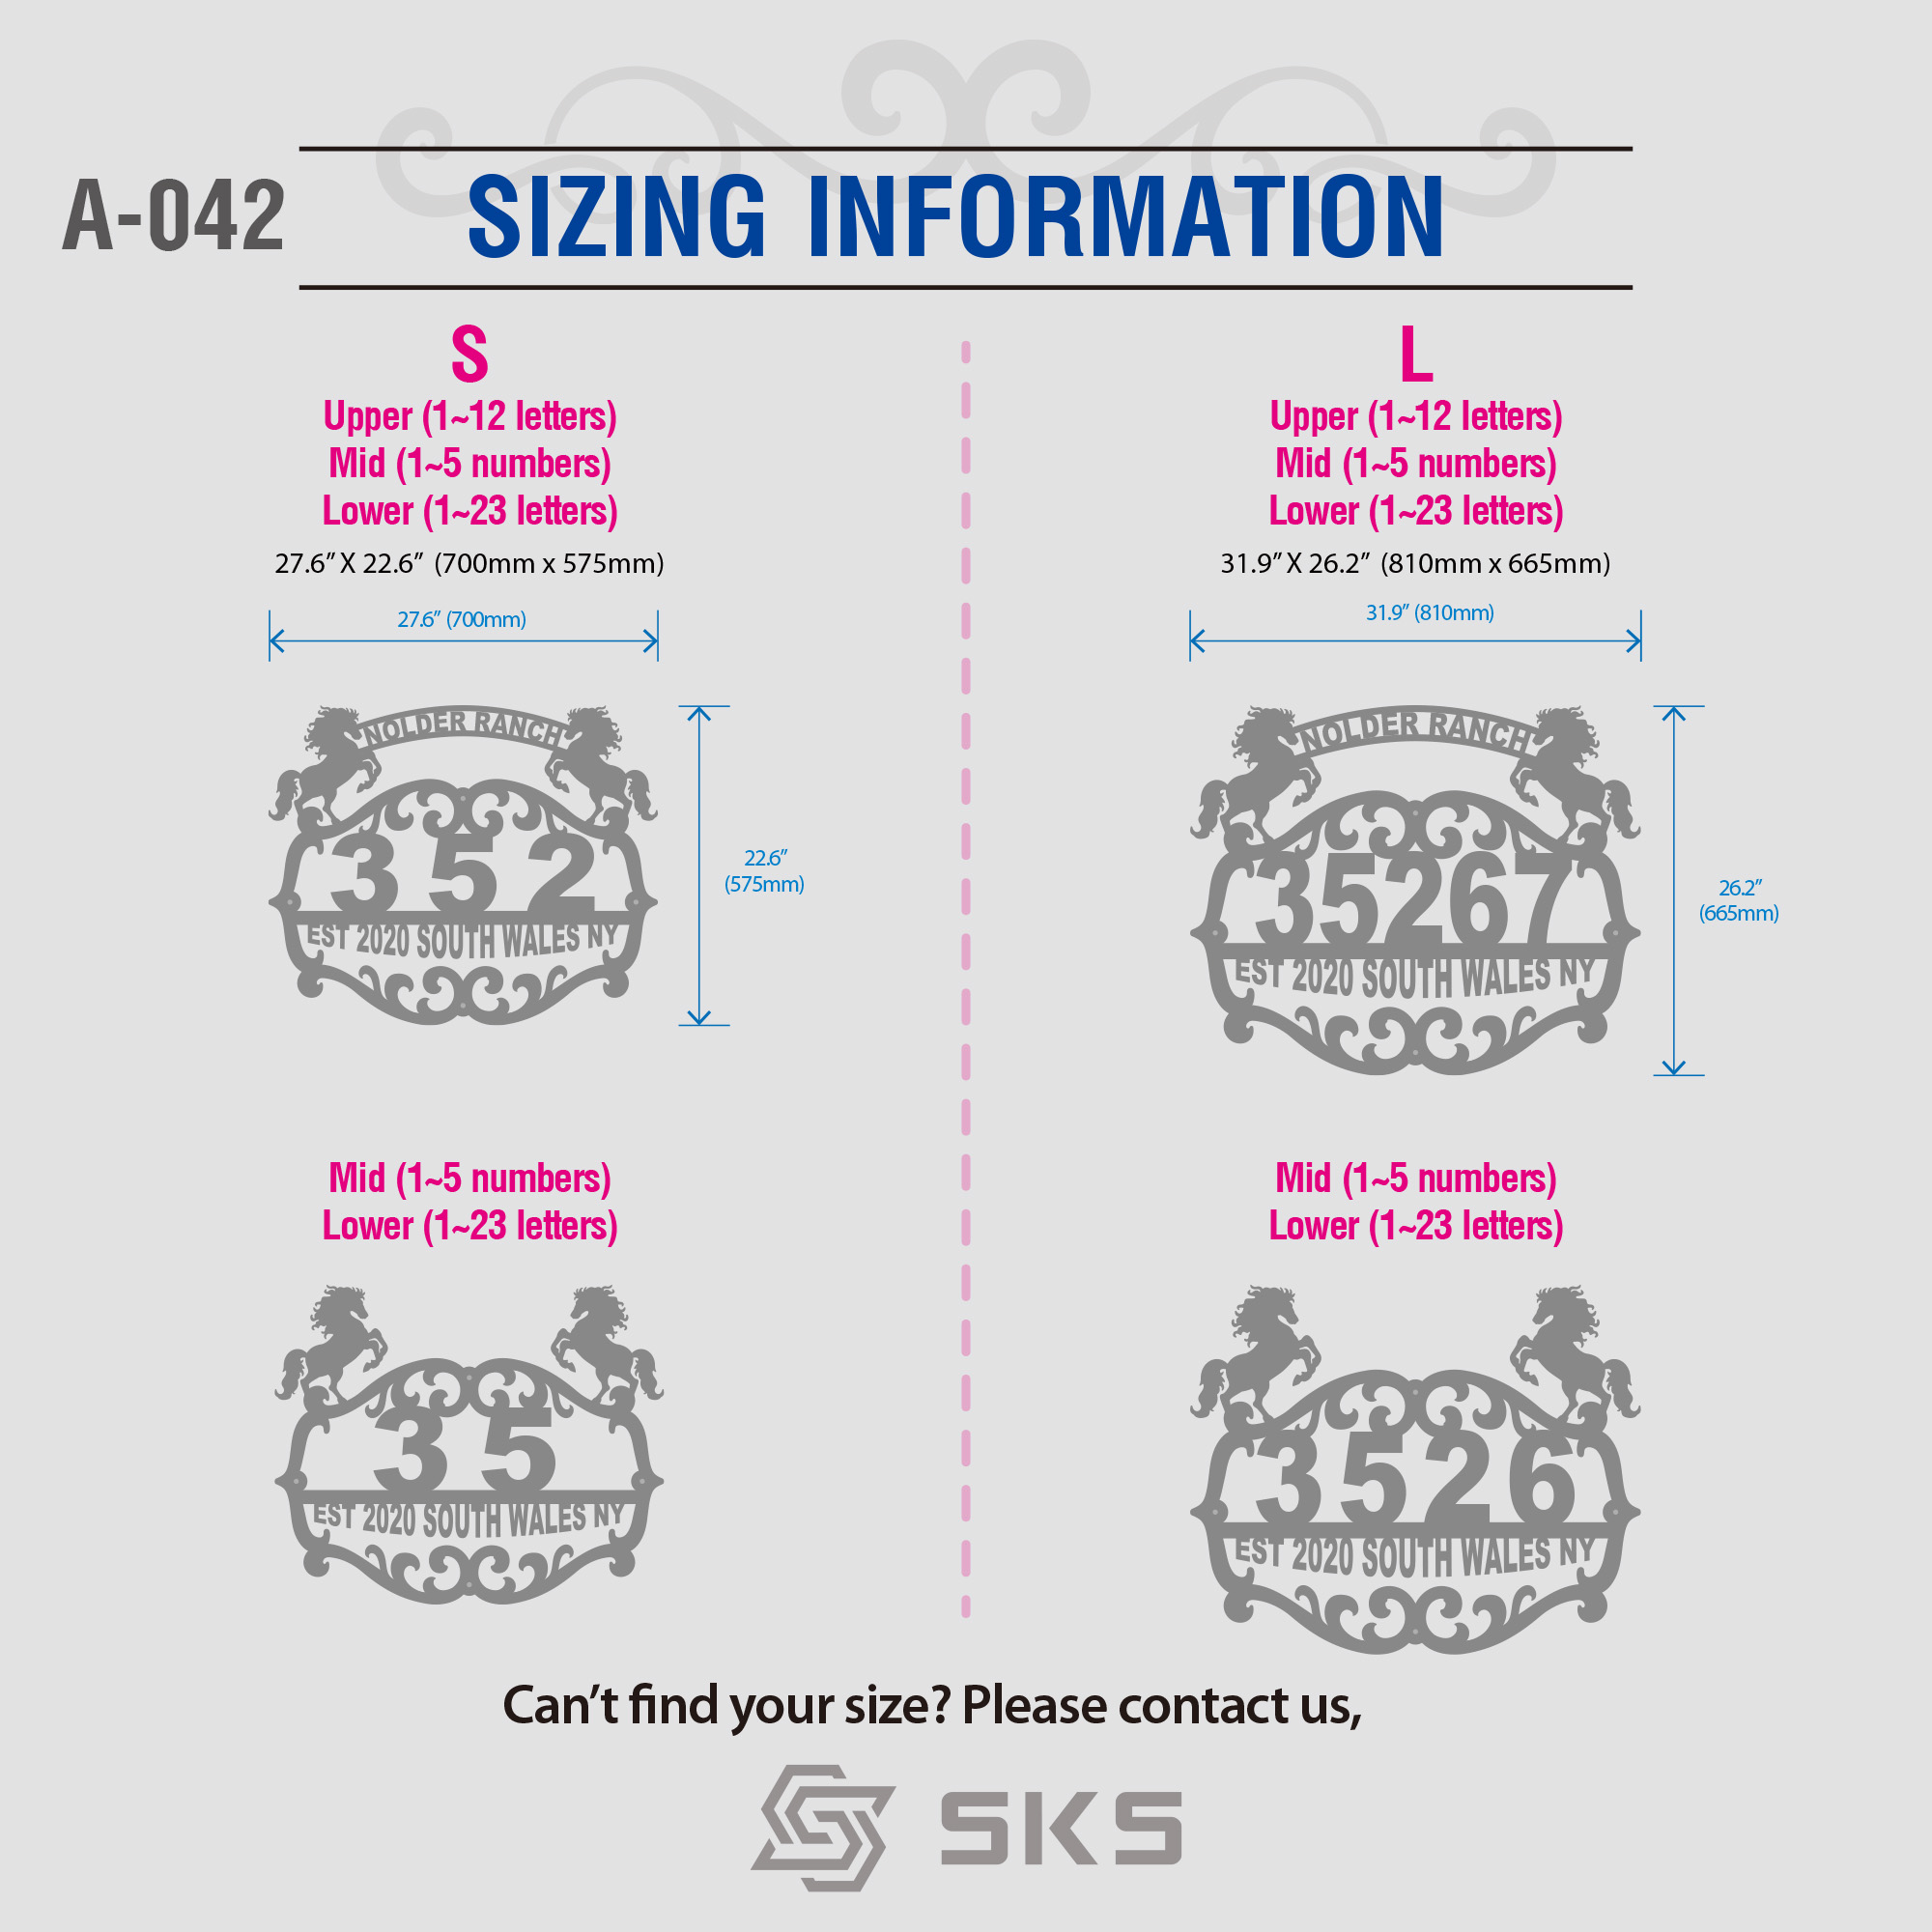 A-042
SIZING INFORMATION
S
Upper (1~12 letters)
Mid (1~5 numbers)
Lower (1~23 letters)
27.6” X 22.6” (700mm x 575mm)
27.6” (700mm)
NOLDER RANCH
352
EST 2020 SOUTH WALES NY
22.6”
(575mm)
Mid (1~5 numbers)
Lower (1~23 letters)
35
EST 2020 SOUTH WALES NY
L
Upper (1~12 letters)
Mid (1~5 numbers)
Lower (1~23 letters)
31.9” X 26.2” (810mm x 665mm)
31.9” (810mm)
NOLDER RANCH
35267
EST 2020 SOUTH WALES NY
26.2”
(665mm)
Mid (1~5 numbers)
Lower (1~23 letters)
3526
EST 2020 SOUTH WALES NY
Can’t find your size? Please contact us,
SKS